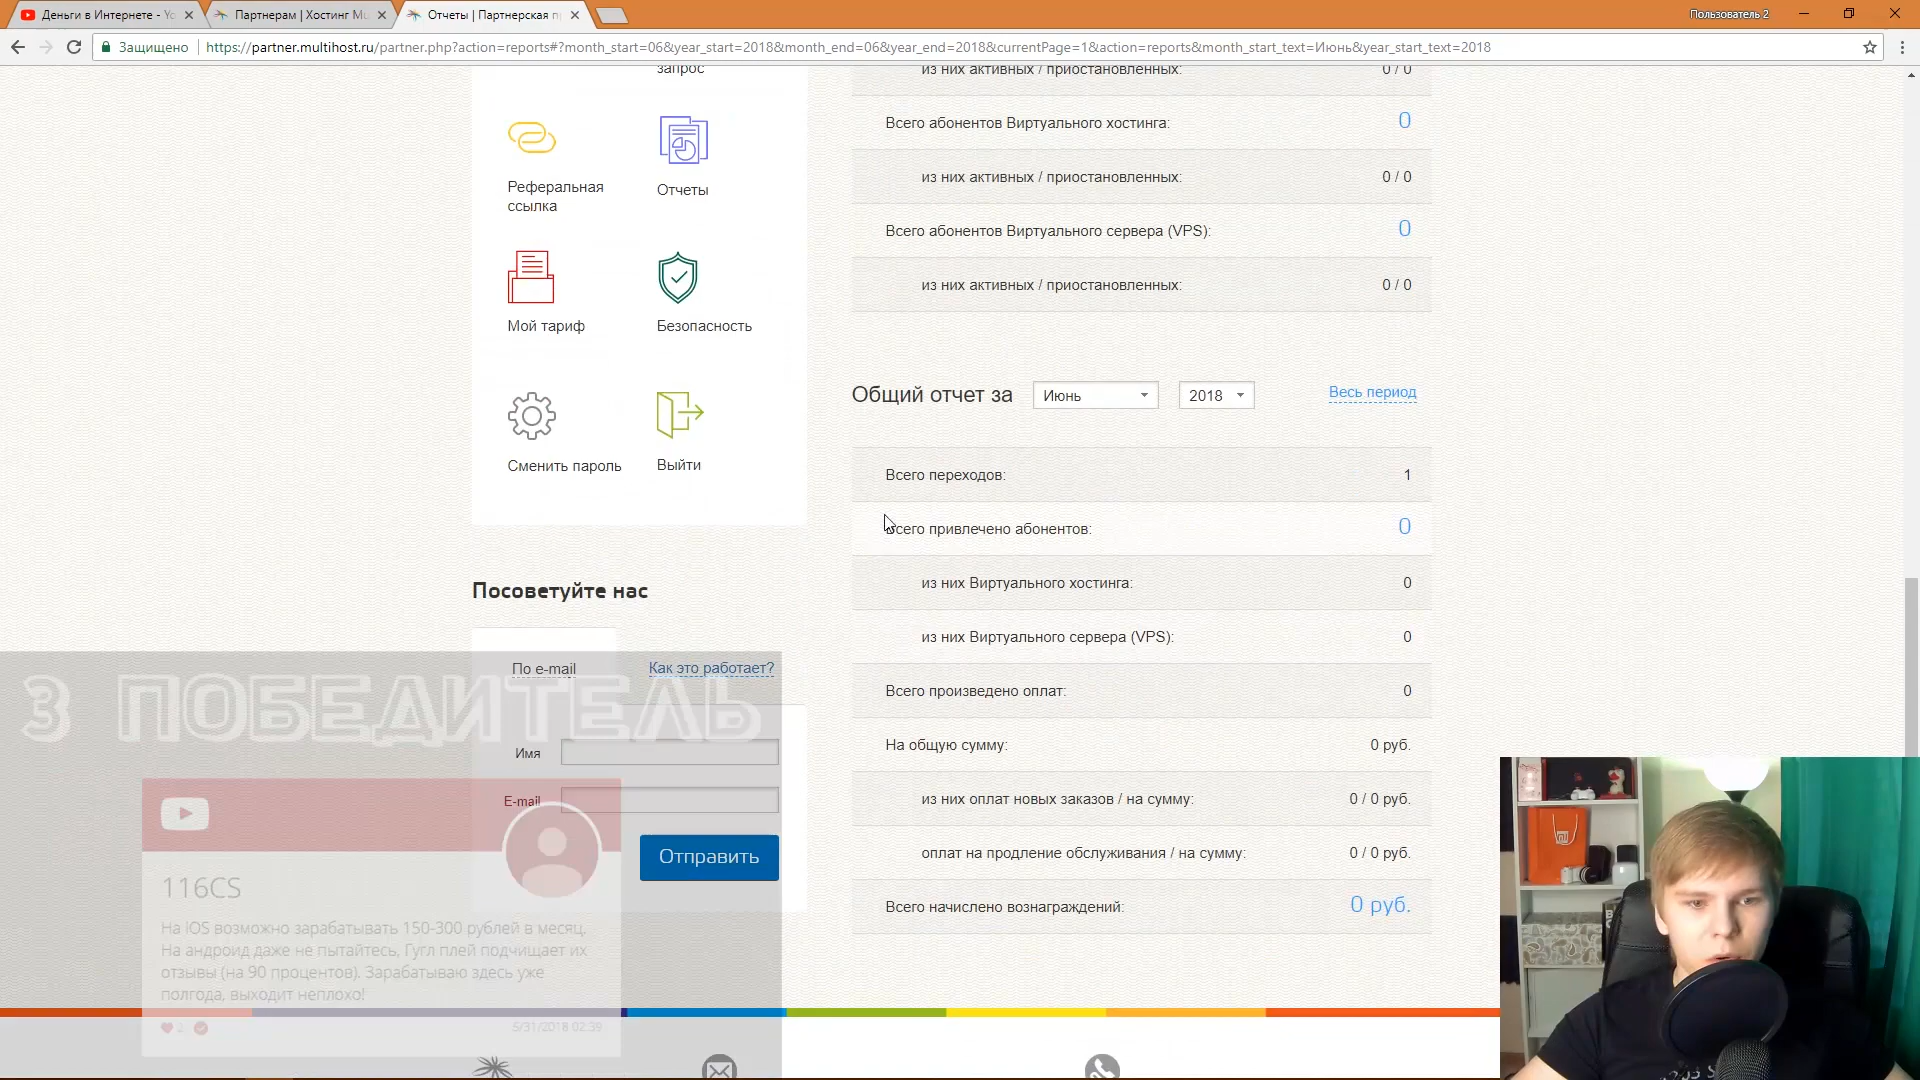 Деньги в Интернете - Yo
Партнерам | Хостинг Mu
Отчеты | Партнерская п
Пользователь 2
Защищено
https://partner.multihost.ru/partner.php?action=reports#?month_start=06&year_start=2018&month_end=06&year_end=2018&currentPage=1&action=reports&month_start_text=Июнь&year_start_text=2018
запрос
Реферальная
ссылка
Отчеты
Мой тариф
Безопасность
Сменить пароль
Выйти
Посоветуйте нас
По e-mail
Как это работает?
Имя
E-mail
Отправить
из них активных / приостановленных: 0 / 0
Всего абонентов Виртуального хостинга: 0
из них активных / приостановленных: 0 / 0
Всего абонентов Виртуального сервера (VPS): 0
из них активных / приостановленных: 0 / 0
Общий отчет за Июнь 2018 Весь период
Всего переходов: 1
Всего привлечено абонентов: 0
из них Виртуального хостинга: 0
из них Виртуального сервера (VPS): 0
Всего произведено оплат: 0
На общую сумму: 0 руб.
из них оплат новых заказов / на сумму: 0 / 0 руб.
оплат на продление обслуживания / на сумму: 0 / 0 руб.
Всего начислено вознаграждений: 0 руб.
3 ПОБЕДИТЕЛЬ
116CS
На iOS возможно зарабатывать 150-300 рублей в месяц.
На андроид даже не пытайтесь, Гугл плей подчищает их
отзывы (на 90 процентов). Зарабатываю здесь уже
полгода, выходит неплохо!
2
5/31/2018 02:39